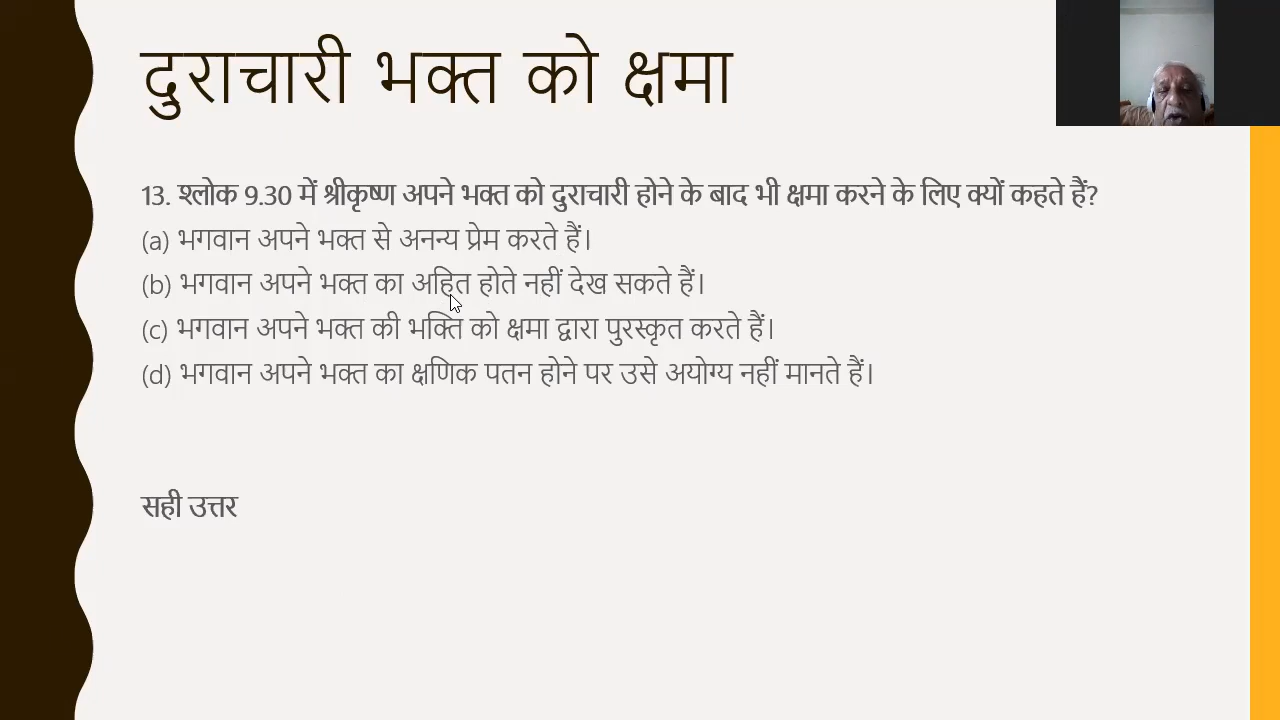 दुराचारी भक्त को क्षमा
13. श्लोक 9.30 में श्रीकृष्ण अपने भक्त को दुराचारी होने के बाद भी क्षमा करने के लिए क्यों कहते हैं?
(a) भगवान अपने भक्त से अनन्य प्रेम करते हैं।
(b) भगवान अपने भक्त का अहित होते नहीं देख सकते हैं।
(c) भगवान अपने भक्त की भक्ति को क्षमा द्वारा पुरस्कृत करते हैं।
(d) भगवान अपने भक्त का क्षणिक पतन होने पर उसे अयोग्य नहीं मानते हैं।
सही उत्तर